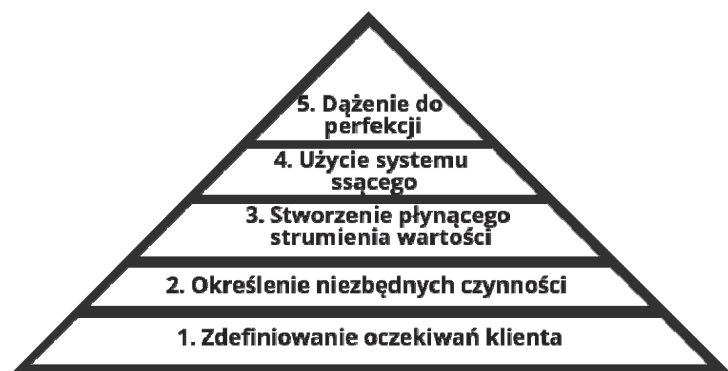 5. Dążenie do
perfekcji
4. Użycie systemu
ssącego
3. Stworzenie płynącego
strumienia wartości
2. Określenie niezbędnych czynności
1. Zdefiniowanie oczekiwań klienta